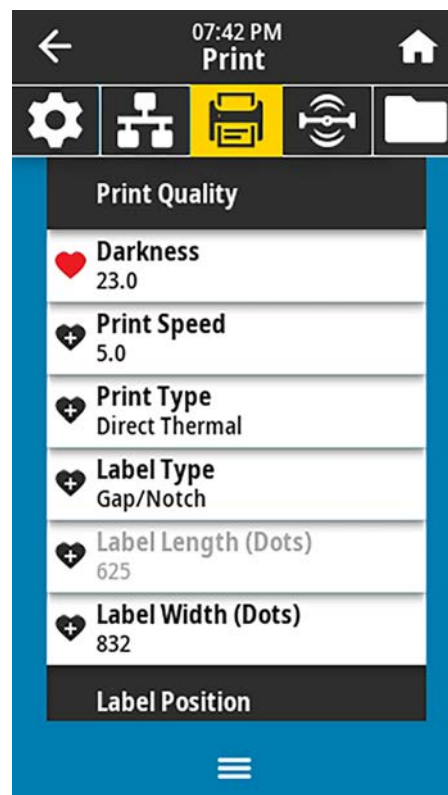 07:42 PM
Print
Print Quality
Darkness
23.0
Print Speed
5.0
Print Type
Direct Thermal
Label Type
Gap/Notch
Label Length (Dots)
625
Label Width (Dots)
832
Label Position